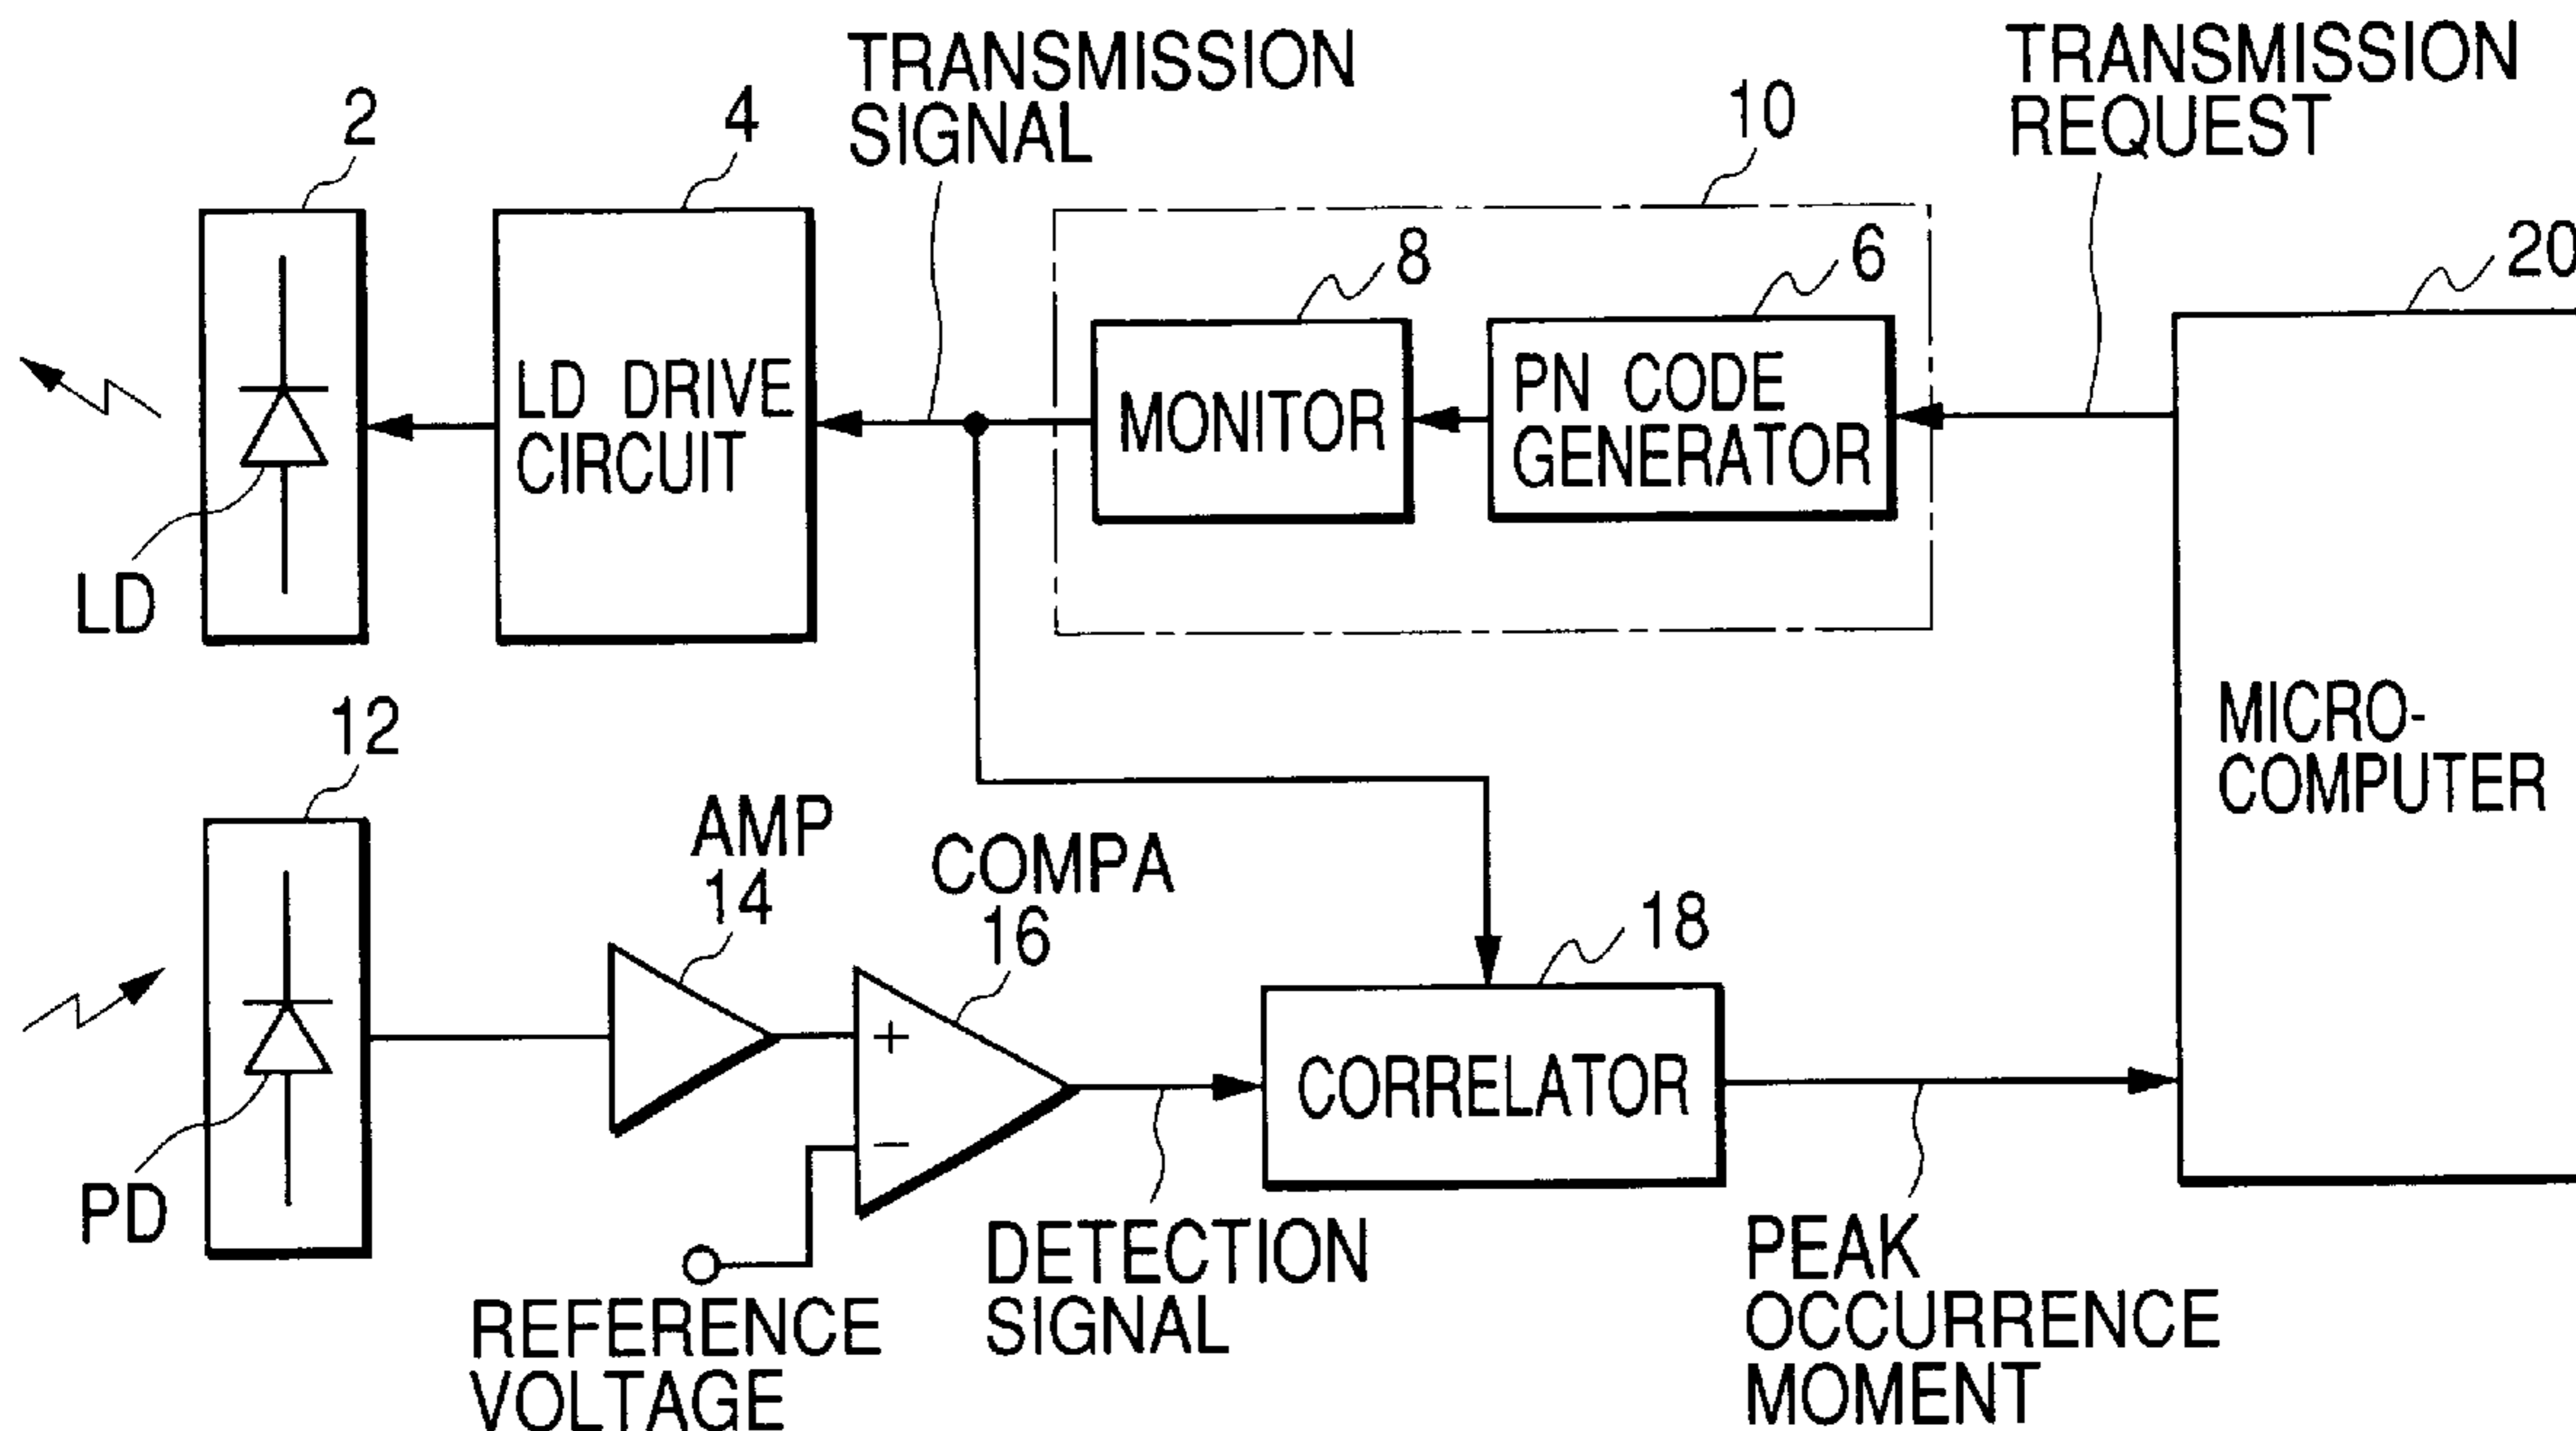 TRANSMISSION
SIGNAL
TRANSMISSION
REQUEST
2
4
10
8
6
20
LD DRIVE
CIRCUIT
MONITOR
PN CODE
GENERATOR
LD
MICRO-
COMPUTER
12
AMP
14
COMPA
16
18
+
−
CORRELATOR
PD
DETECTION
SIGNAL
REFERENCE
VOLTAGE
PEAK
OCCURRENCE
MOMENT